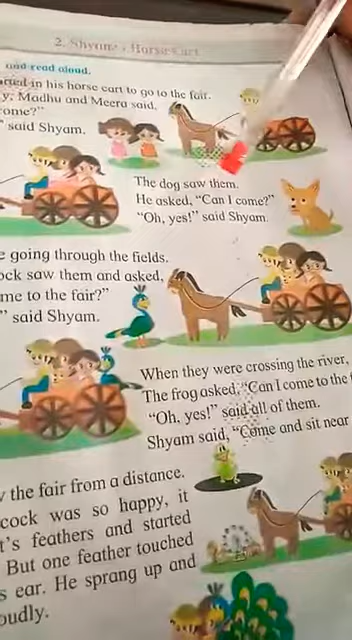 2. Shyam's Horse Cart
and read aloud.
in his horse cart to go to the fair.
Madhu and Meera said,
ome?"
said Shyam.
The dog saw them.
He asked, "Can I come?"
"Oh, yes!" said Shyam.
e going through the fields.
ock saw them and asked,
me to the fair?"
" said Shyam.
When they were crossing the river,
The frog asked, "Can I come to the
"Oh, yes!" said all of them.
Shyam said, "Come and sit near
the fair from a distance.
cock was so happy, it
t's feathers and started
But one feather touched
s ear. He sprang up and
oudly.